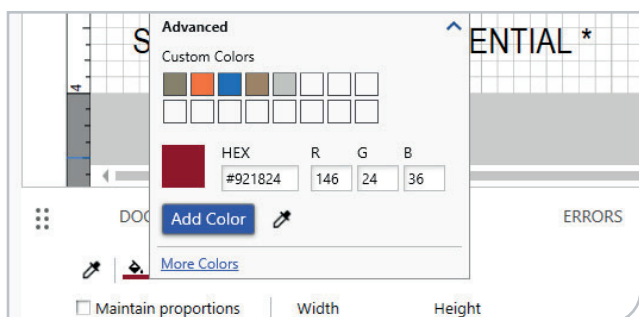 Advanced
S ENTIAL *
Custom Colors
4
HEX R G B
#921824 146 24 36
DOC ERRORS
Add Color
More Colors
Maintain proportions Width Height